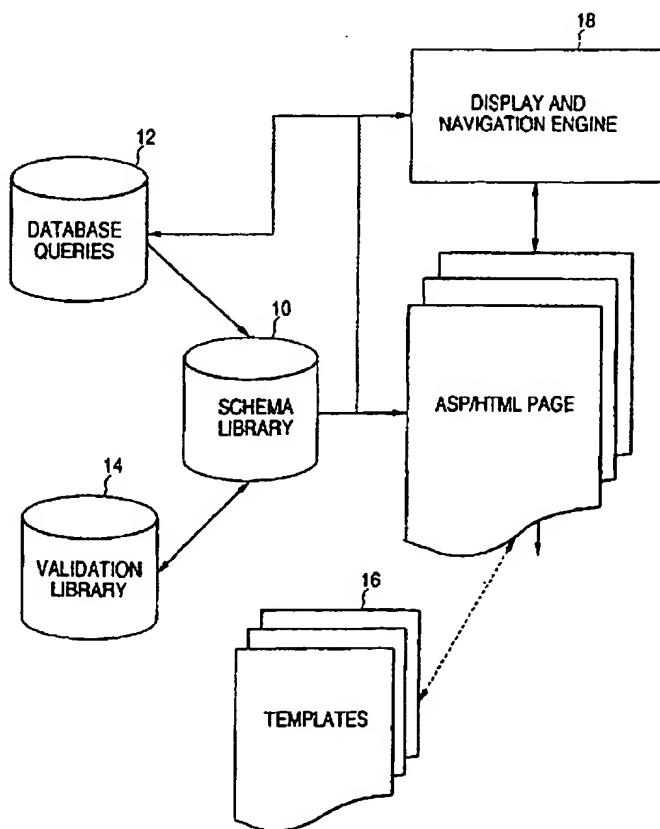 18
DISPLAY AND
NAVIGATION ENGINE
12
DATABASE
QUERIES
10
SCHEMA
LIBRARY
ASP/HTML PAGE
14
VALIDATION
LIBRARY
16
TEMPLATES